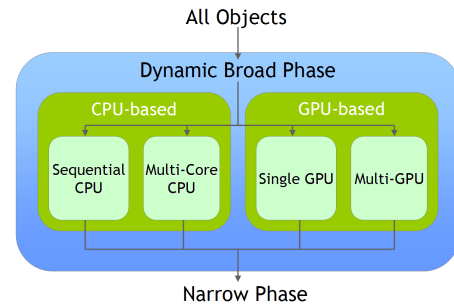 All Objects
Dynamic Broad Phase
CPU-based
GPU-based
Sequential
CPU
Multi-Core
CPU
Single GPU
Multi-GPU
Narrow Phase